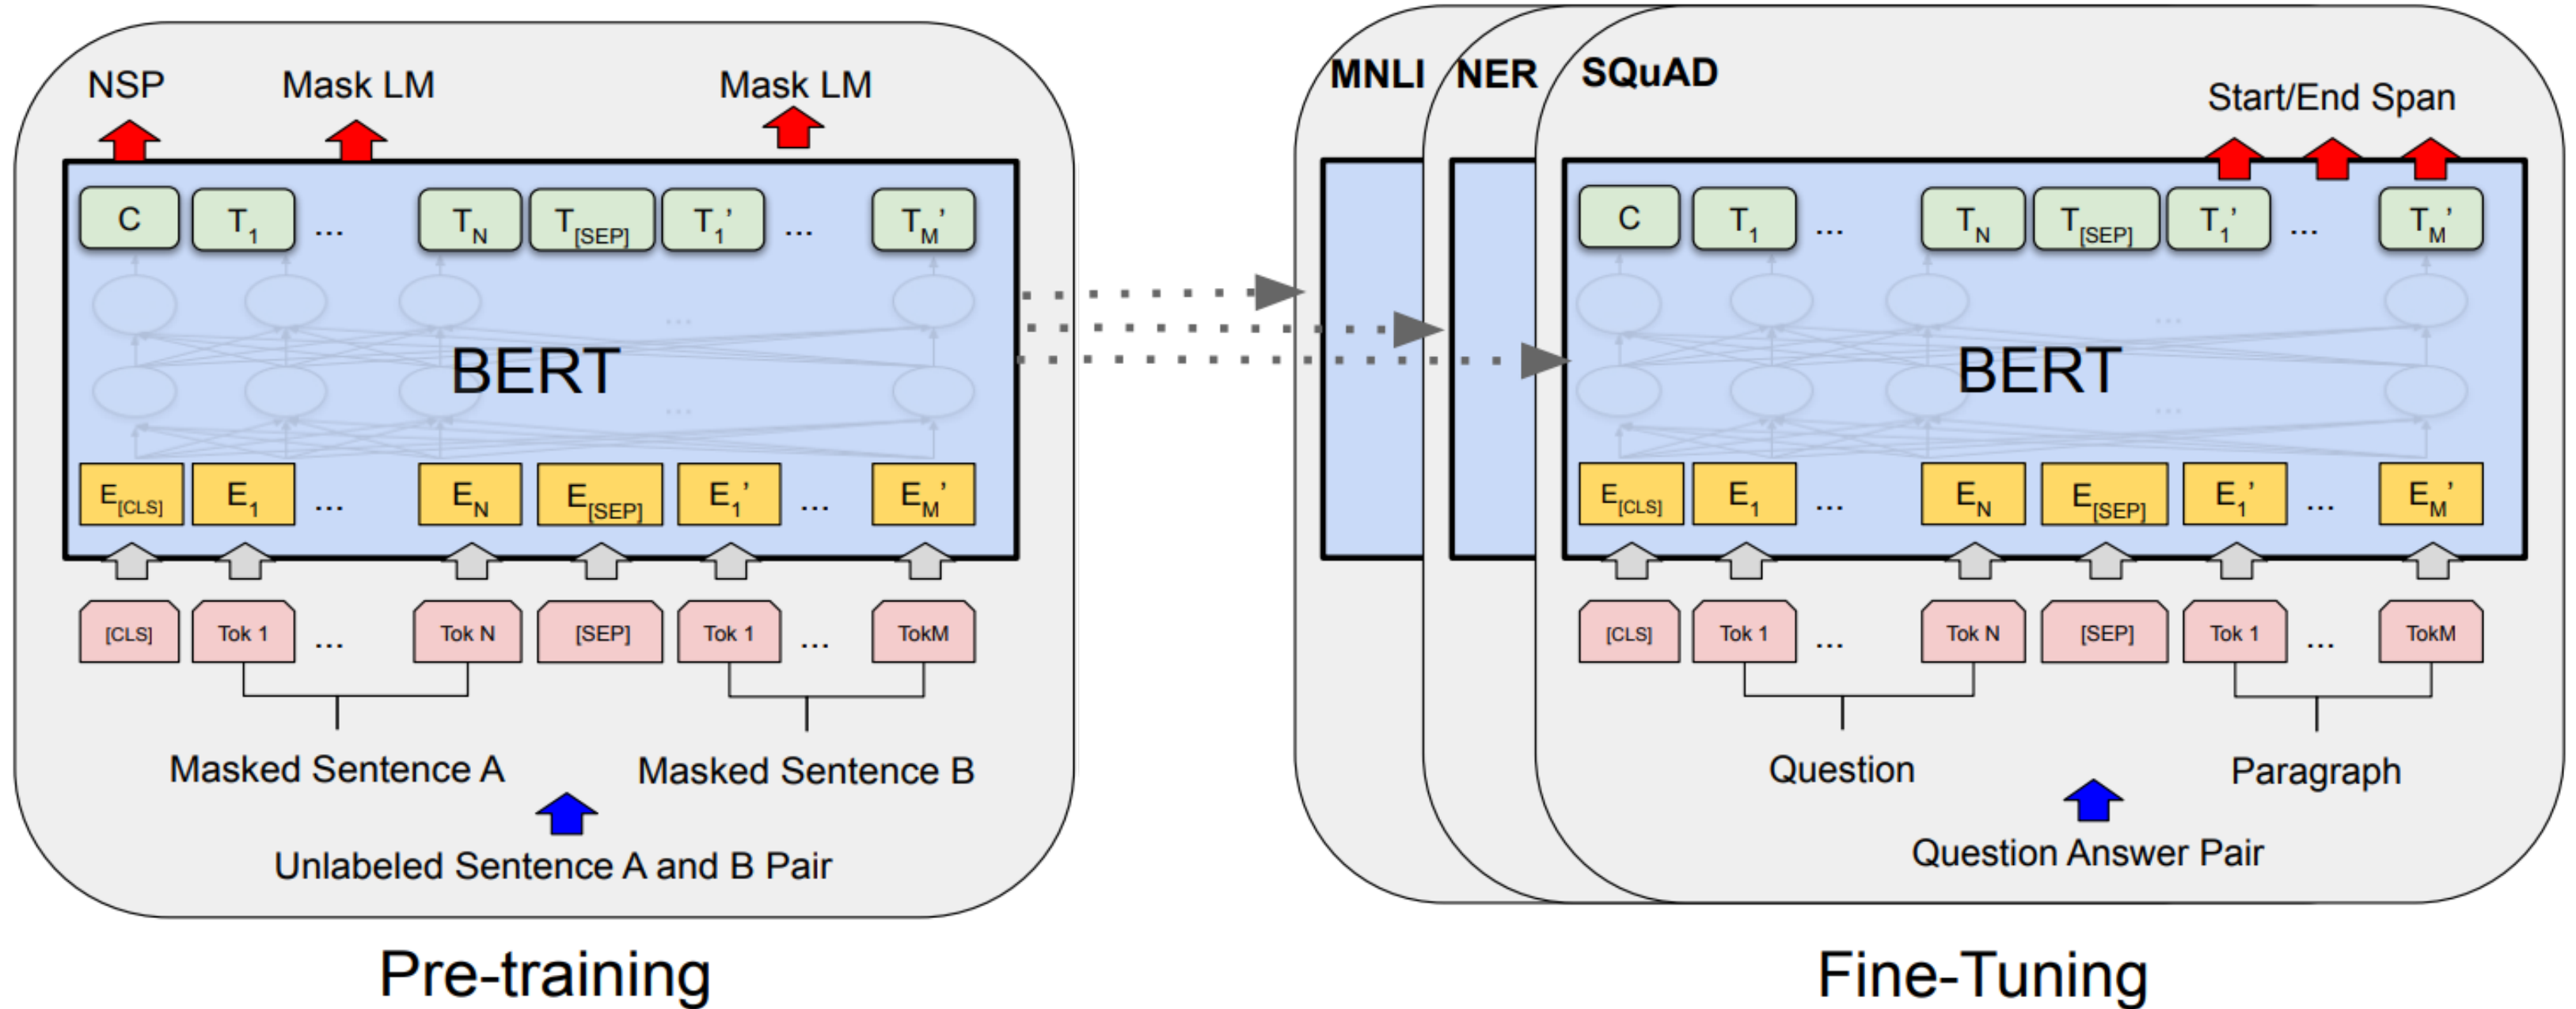 NSP Mask LM Mask LM
C T1 ... TN T[SEP] T1’ ... TM’
...
BERT
...
E[CLS] E1 ... EN E[SEP] E1’ ... EM’
[CLS] Tok 1 ... Tok N [SEP] Tok 1 ... TokM
Masked Sentence A Masked Sentence B
Unlabeled Sentence A and B Pair
Pre-training
MNLI NER SQuAD
Start/End Span
C T1 ... TN T[SEP] T1’ ... TM’
...
BERT
...
E[CLS] E1 ... EN E[SEP] E1’ ... EM’
[CLS] Tok 1 ... Tok N [SEP] Tok 1 ... TokM
Question Paragraph
Question Answer Pair
Fine-Tuning